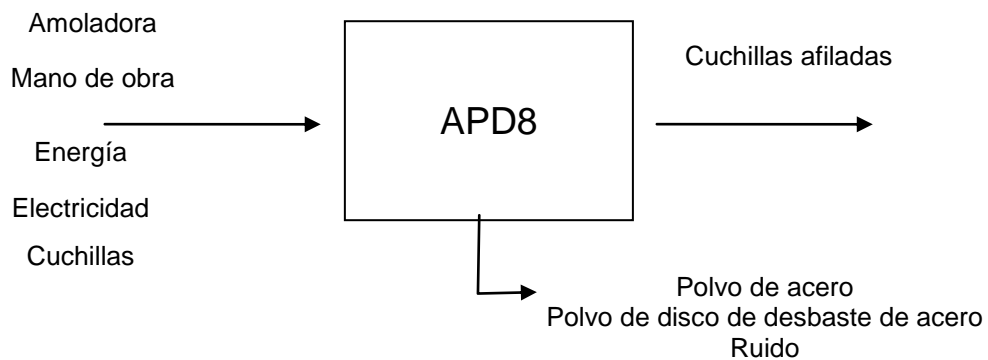 Amoladora
Mano de obra
Energía
Electricidad
Cuchillas
APD8
Cuchillas afiladas
Polvo de acero
Polvo de disco de desbaste de acero
Ruido